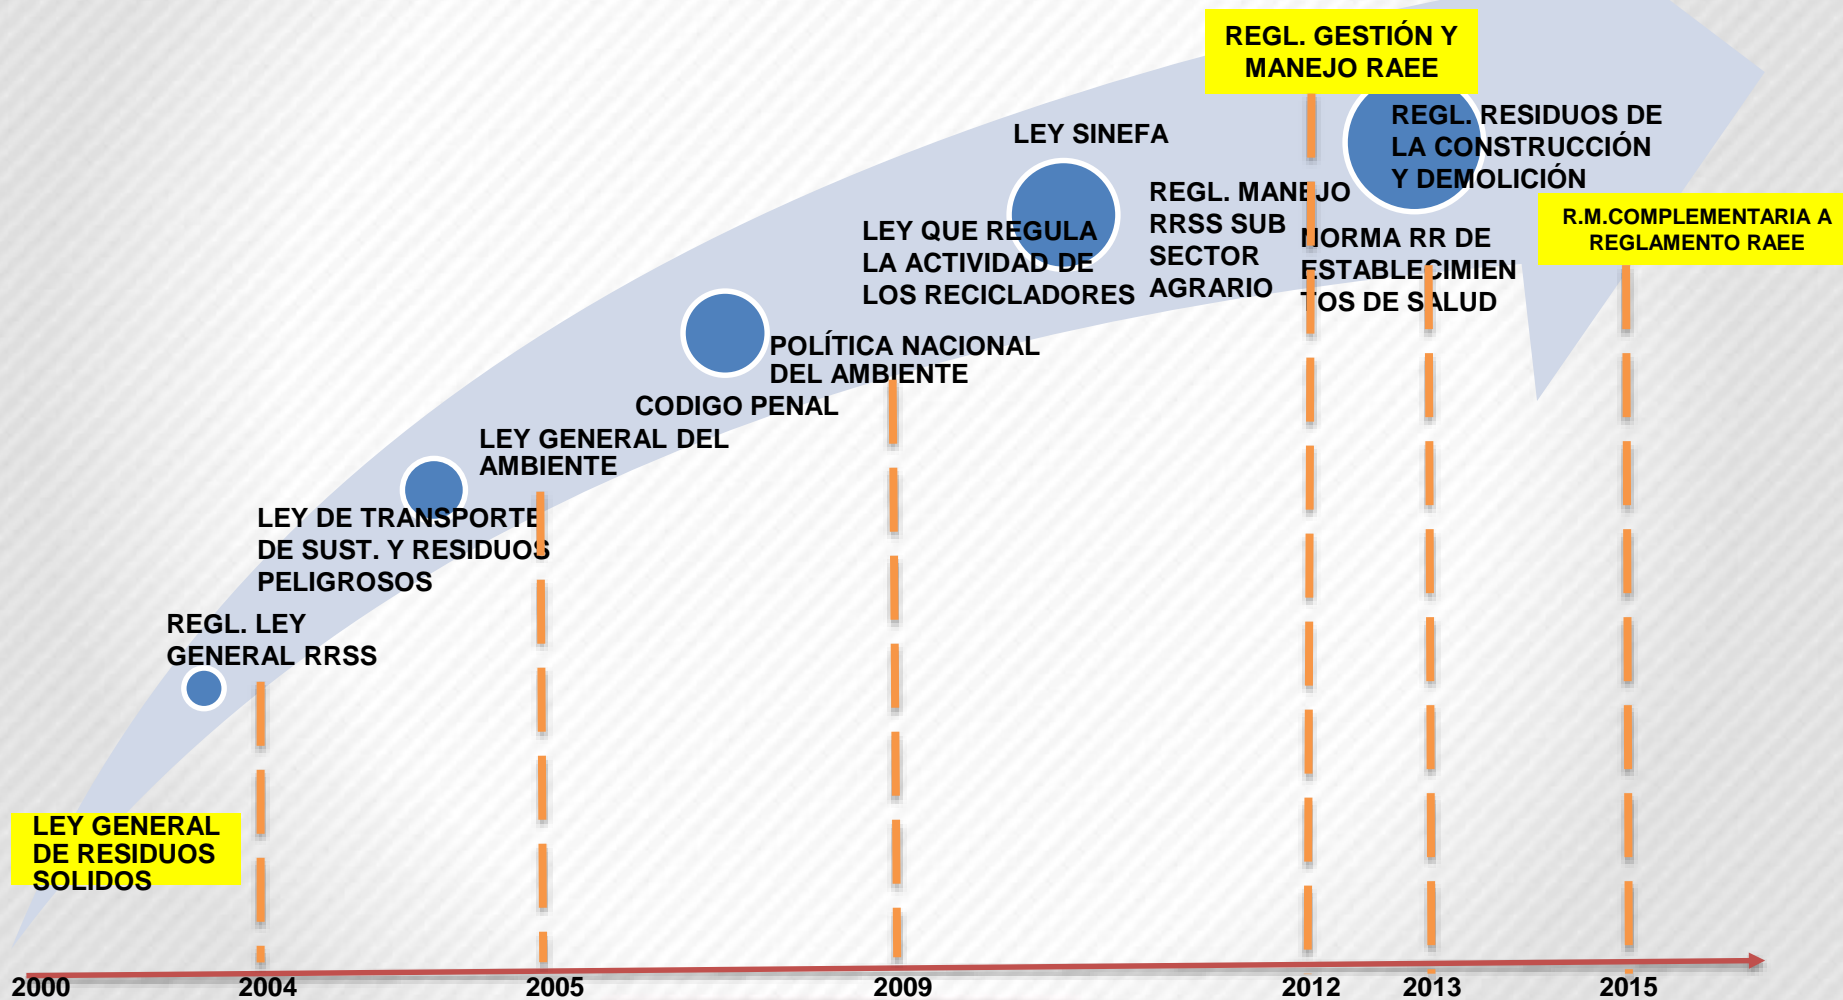 REGL. GESTIÓN Y
MANEJO RAEE
REGL. RESIDUOS DE
LA CONSTRUCCIÓN
Y DEMOLICIÓN
LEY SINEFA
REGL. MANEJO
RRSS SUB
SECTOR
AGRARIO
R.M.COMPLEMENTARIA A
REGLAMENTO RAEE
LEY QUE REGULA
LA ACTIVIDAD DE
LOS RECICLADORES
NORMA RR DE
ESTABLECIMIEN
TOS DE SALUD
POLÍTICA NACIONAL
DEL AMBIENTE
CODIGO PENAL
LEY GENERAL DEL
AMBIENTE
LEY DE TRANSPORTE
DE SUST. Y RESIDUOS
PELIGROSOS
REGL. LEY
GENERAL RRSS
LEY GENERAL
DE RESIDUOS
SOLIDOS
2000
2004
2005
2009
2012
2013
2015